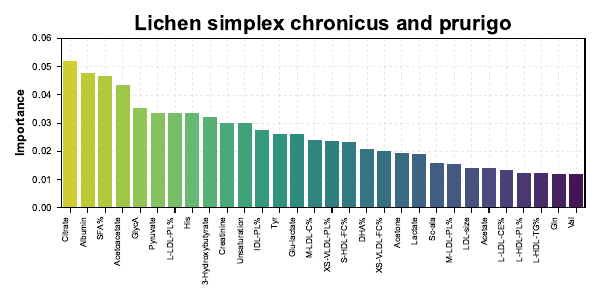 Lichen simplex chronicus and prurigo
Importance
0.06
0.05
0.04
0.03
0.02
0.01
0.00
Citrate
Albumin
SFA%
Acetoacetate
GlycA
Pyruvate
L-LDL-PL%
His
3-Hydroxybutyrate
Creatinine
Unsaturation
IDL-PL%
Tyr
Glu-lactate
M-LDL-C%
XS-VLDL-PL%
S-HDL-FC%
DHA%
XS-VLDL-FC%
Acetone
Lactate
Sc-ala
M-LDL-PL%
LDL-size
Acetate
L-LDL-CE%
L-HDL-PL%
L-HDL-TG%
Gln
Val